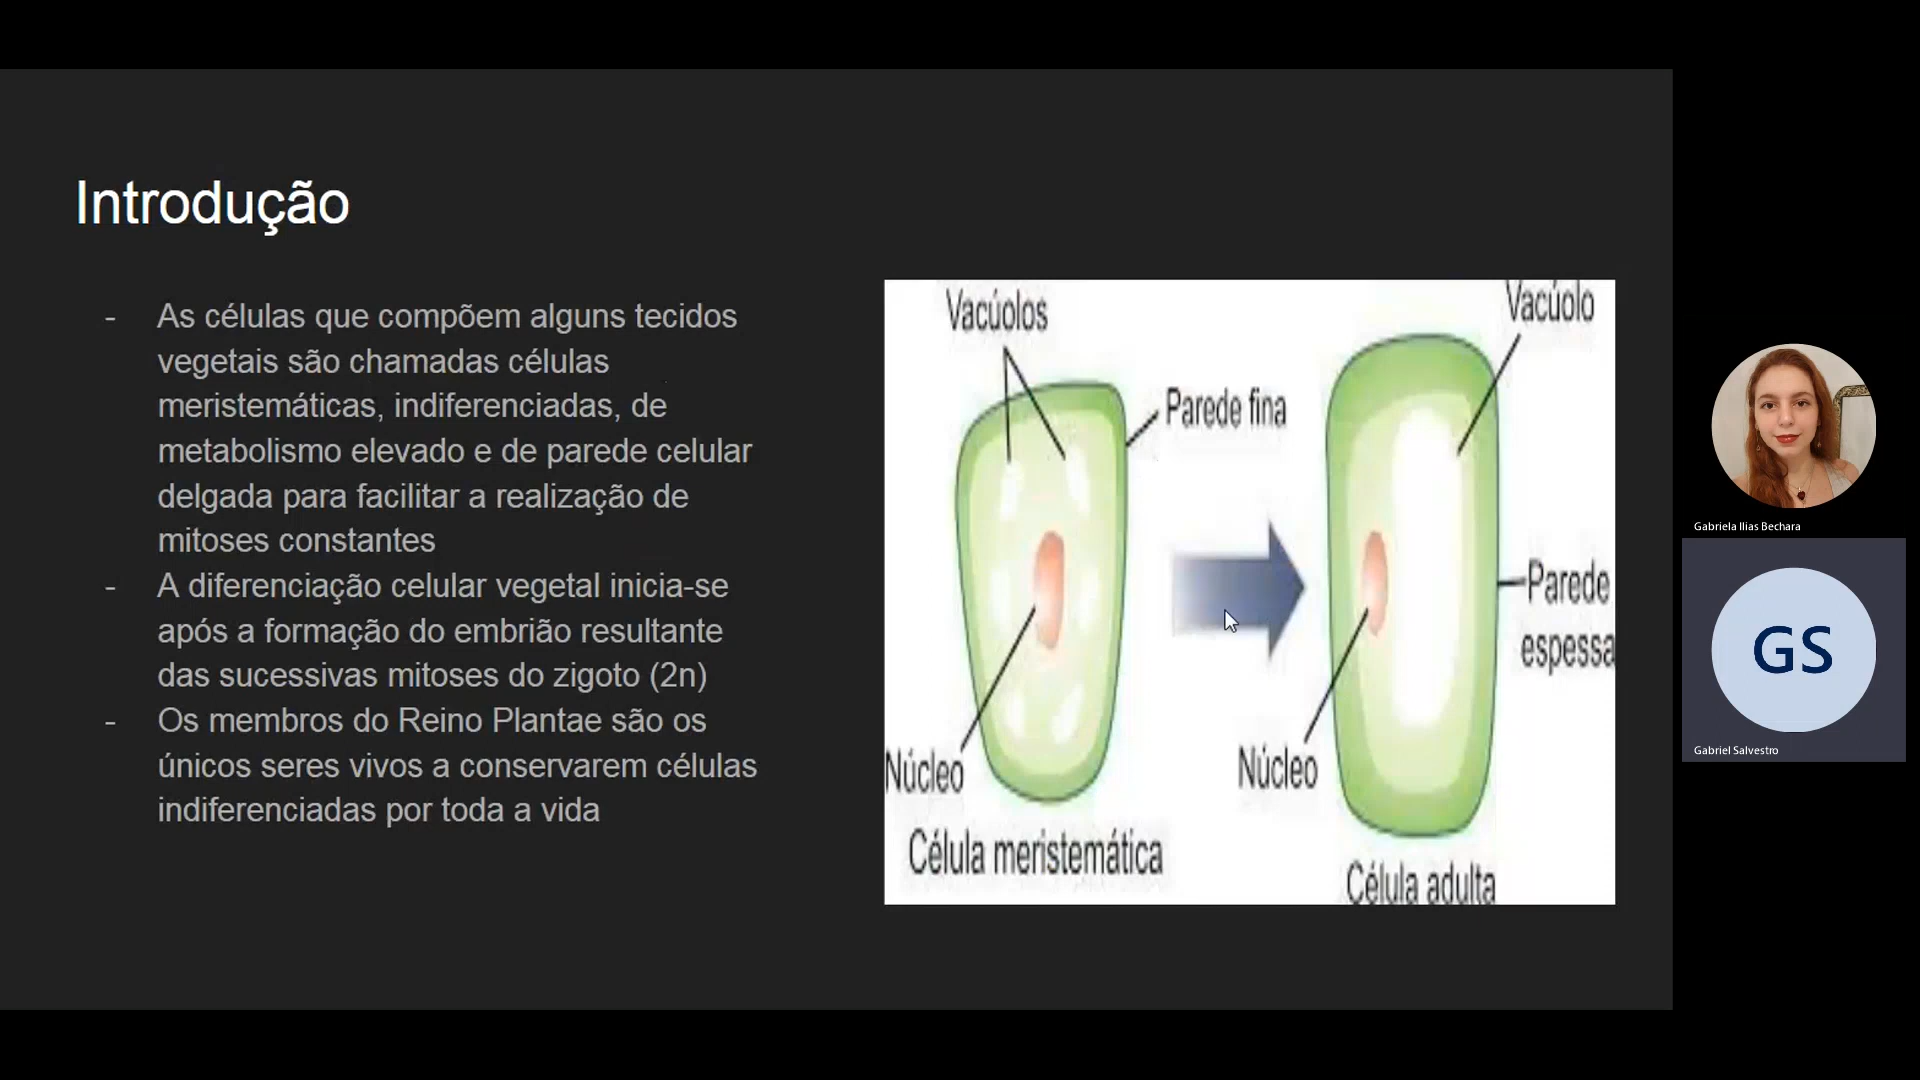 Introdução
- As células que compõem alguns tecidos
vegetais são chamadas células
meristemáticas, indiferenciadas, de
metabolismo elevado e de parede celular
delgada para facilitar a realização de
mitoses constantes
- A diferenciação celular vegetal inicia-se
após a formação do embrião resultante
das sucessivas mitoses do zigoto (2n)
- Os membros do Reino Plantae são os
únicos seres vivos a conservarem células
indiferenciadas por toda a vida
Vacúolos
Parede fina
Núcleo
Célula meristemática
Vacúolo
Parede
espessa
Núcleo
Célula adulta
Gabriela Ilias Bechara
GS
Gabriel Salvestro